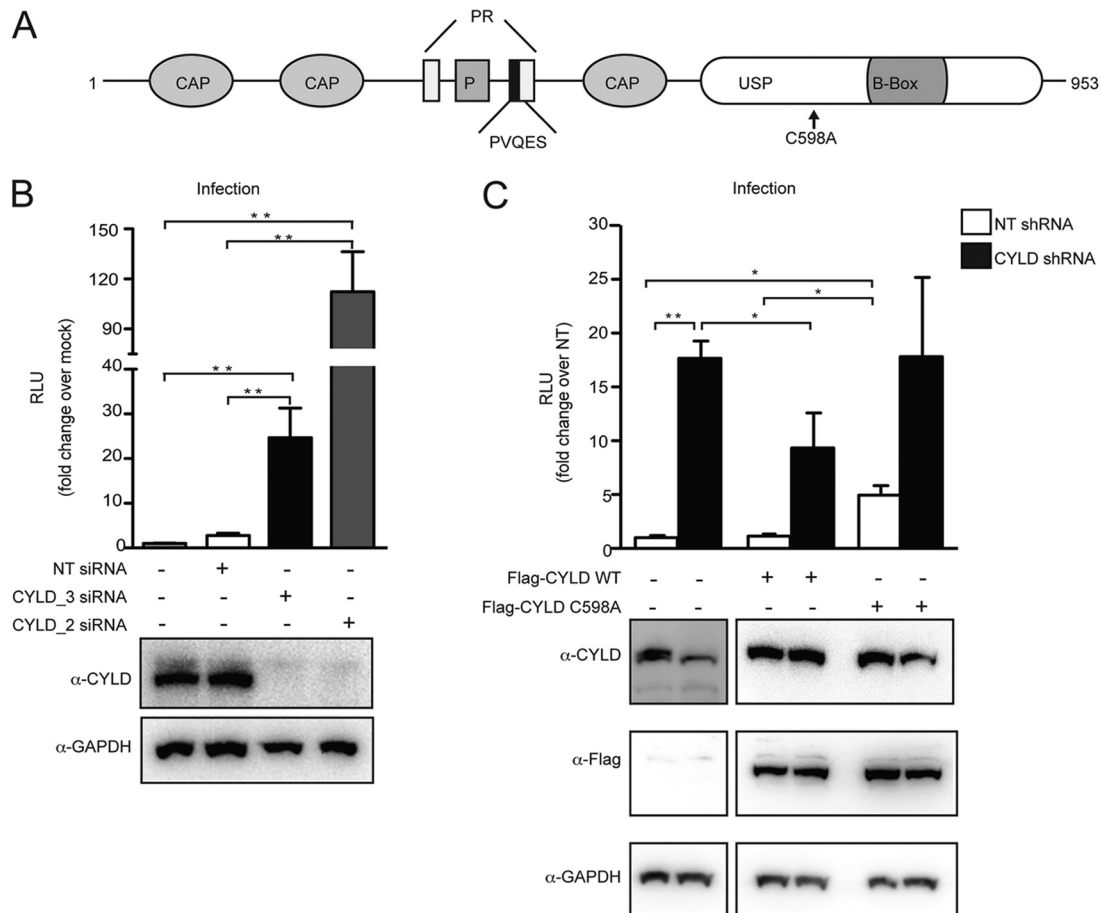 A
PR
1
CAP
CAP
P
CAP
USP
B-Box
953
PVQES
C598A
B
Infection
RLU
(fold change over mock)
150
120
90
40
30
20
10
0
* *
* *
* *
* *
NT siRNA - + - -
CYLD_3 siRNA - - + -
CYLD_2 siRNA - - - +
α-CYLD
α-GAPDH
C
Infection
NT shRNA
CYLD shRNA
RLU
(fold change over NT)
30
25
20
15
10
5
0
*
*
* *
*
Flag-CYLD WT - - + + - -
Flag-CYLD C598A - - - - + +
α-CYLD
α-Flag
α-GAPDH